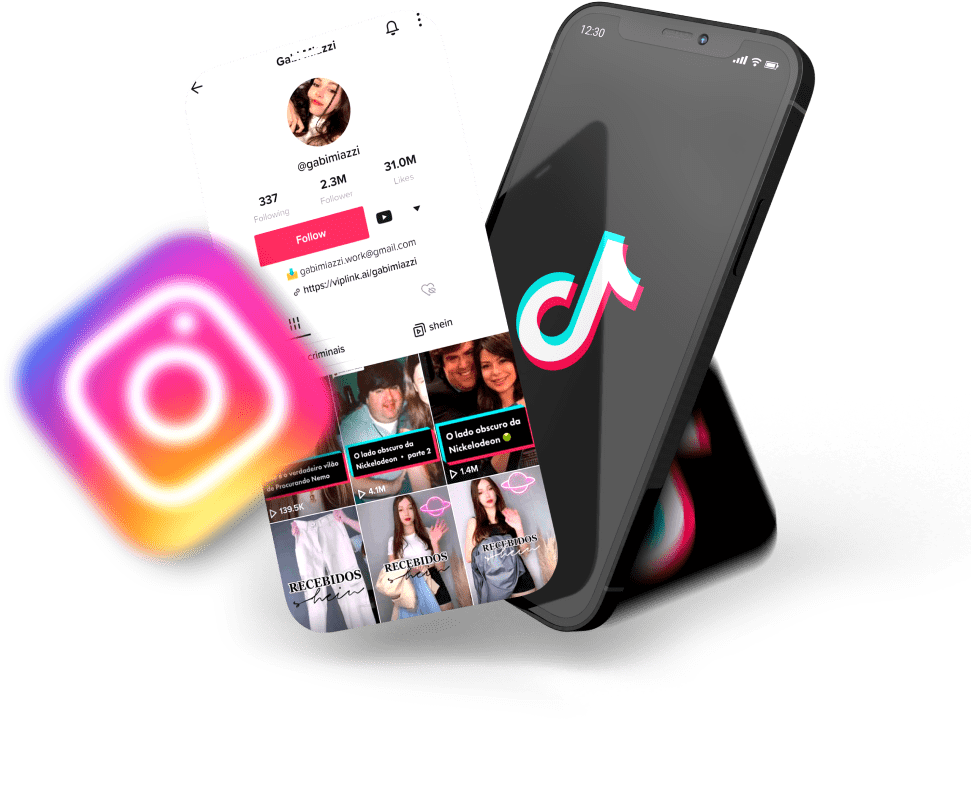 12:30
@gabimiazzi
337
2.3M
31.0M
Following
Follower
Likes
Follow
gabimiazzi.work@gmail.com
https://viplink.ai/gabimiazzi
criminais
shein
é o verdadeiro vilão
de Procurando Nemo
139.5K
O lado obscuro da
Nickelodeon • parte 2
4.1M
O lado obscuro da
Nickelodeon 🤢
1.4M
RECEBIDOS
shein
RECEBIDOS
shein
RECEBIDOS
shein